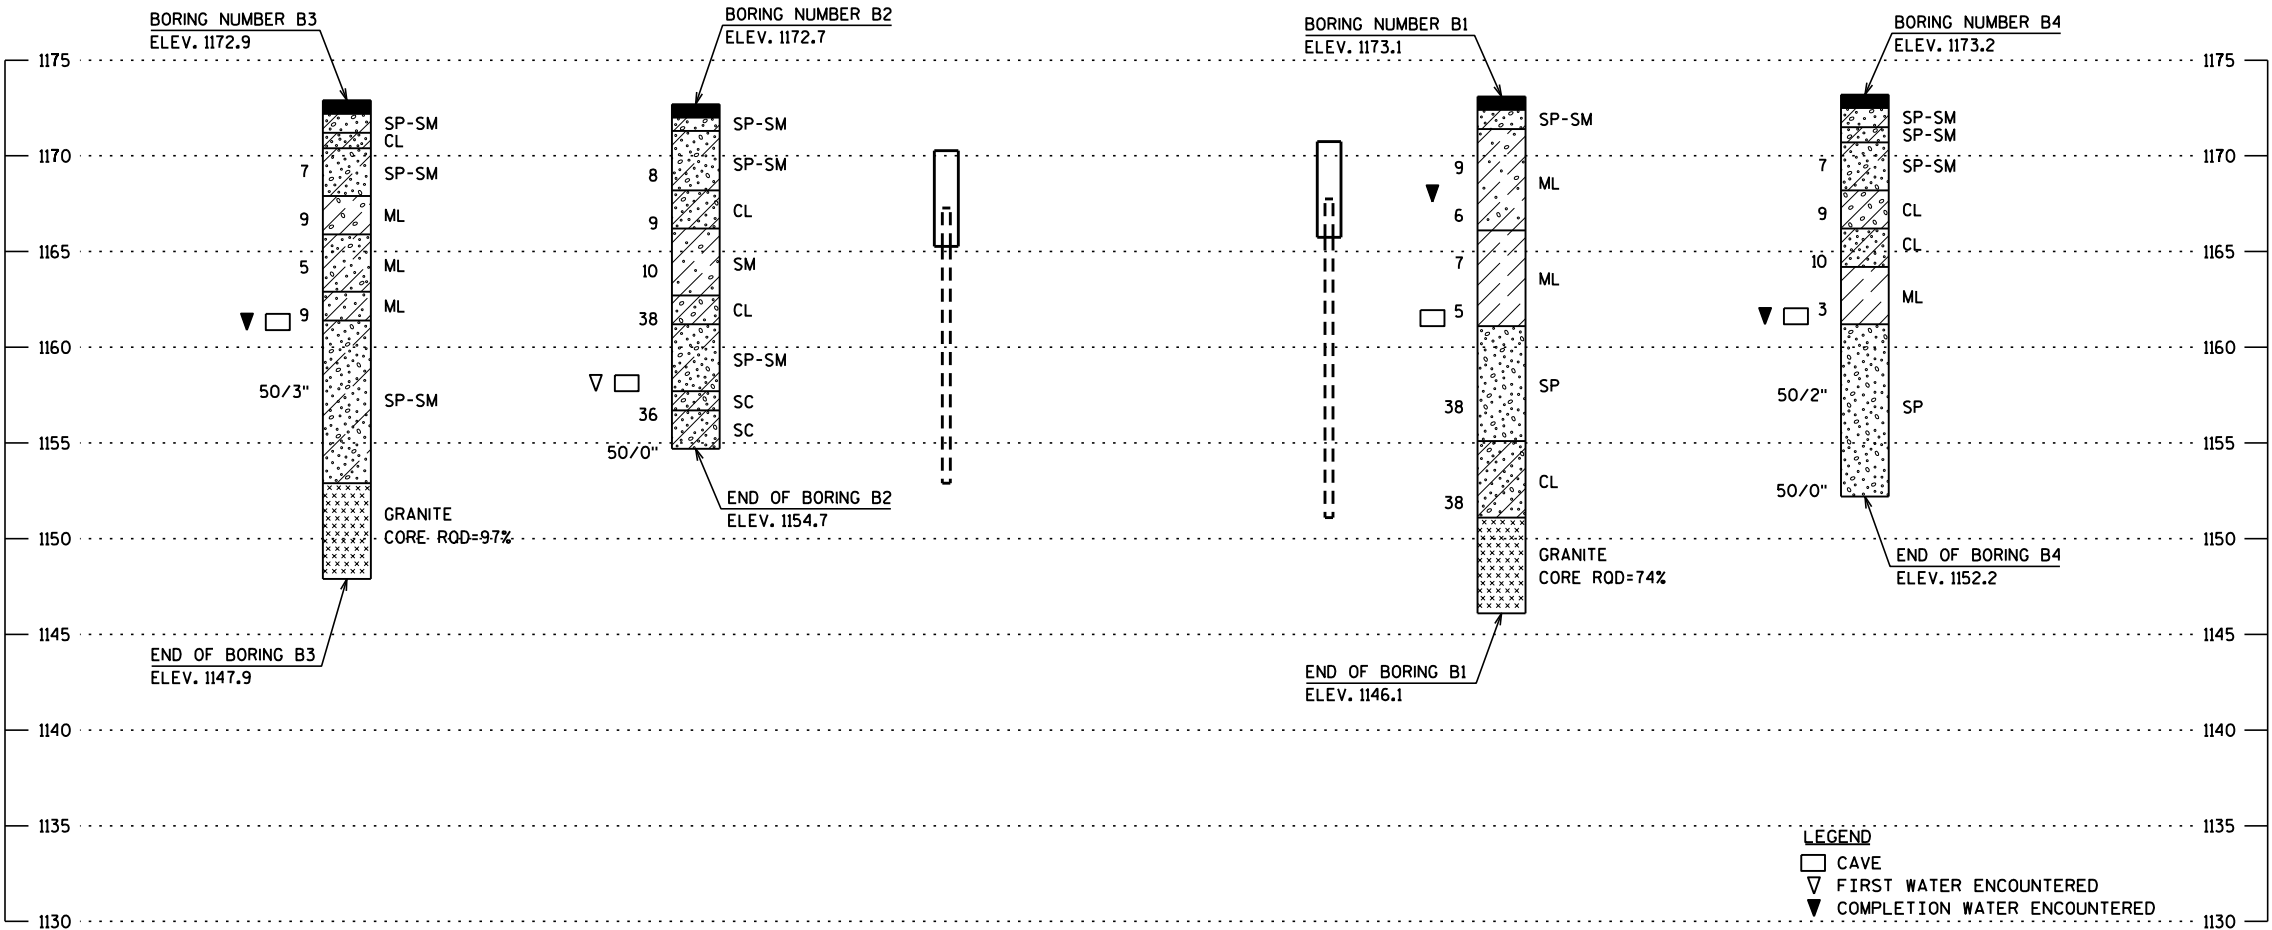 BORING NUMBER B3
ELEV. 1172.9
BORING NUMBER B2
ELEV. 1172.7
BORING NUMBER B1
ELEV. 1173.1
BORING NUMBER B4
ELEV. 1173.2
1175
1170
1165
1160
1155
1150
1145
1140
1135
1130
7
9
5
9
50/3"
SP-SM
CL
SP-SM
ML
ML
ML
SP-SM
GRANITE
CORE RQD=97%
END OF BORING B3
ELEV. 1147.9
8
9
10
38
36
50/0"
SP-SM
SP-SM
CL
SM
CL
SP-SM
SC
SC
END OF BORING B2
ELEV. 1154.7
9
6
7
5
38
38
SP-SM
ML
ML
SP
CL
GRANITE
CORE RQD=74%
END OF BORING B1
ELEV. 1146.1
7
9
10
3
50/2"
50/0"
SP-SM
SP-SM
SP-SM
CL
CL
ML
SP
END OF BORING B4
ELEV. 1152.2
1175
1170
1165
1160
1155
1150
1145
1140
1135
1130
LEGEND
CAVE
FIRST WATER ENCOUNTERED
COMPLETION WATER ENCOUNTERED